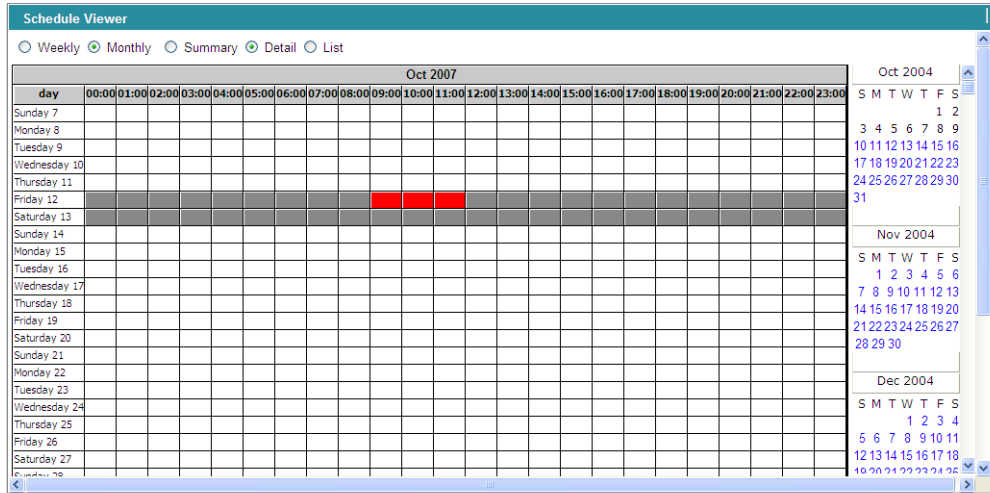 Schedule Viewer
Weekly Monthly Summary Detail List
Oct 2007
day 00:00 01:00 02:00 03:00 04:00 05:00 06:00 07:00 08:00 09:00 10:00 11:00 12:00 13:00 14:00 15:00 16:00 17:00 18:00 19:00 20:00 21:00 22:00 23:00
Sunday 7
Monday 8
Tuesday 9
Wednesday 10
Thursday 11
Friday 12
Saturday 13
Sunday 14
Monday 15
Tuesday 16
Wednesday 17
Thursday 18
Friday 19
Saturday 20
Sunday 21
Monday 22
Tuesday 23
Wednesday 24
Thursday 25
Friday 26
Saturday 27
Sunday 28
Oct 2004
S M T W T F S
1 2
3 4 5 6 7 8 9
10 11 12 13 14 15 16
17 18 19 20 21 22 23
24 25 26 27 28 29 30
31
Nov 2004
S M T W T F S
1 2 3 4 5 6
7 8 9 10 11 12 13
14 15 16 17 18 19 20
21 22 23 24 25 26 27
28 29 30
Dec 2004
S M T W T F S
1 2 3 4
5 6 7 8 9 10 11
12 13 14 15 16 17 18
19 20 21 22 23 24 25